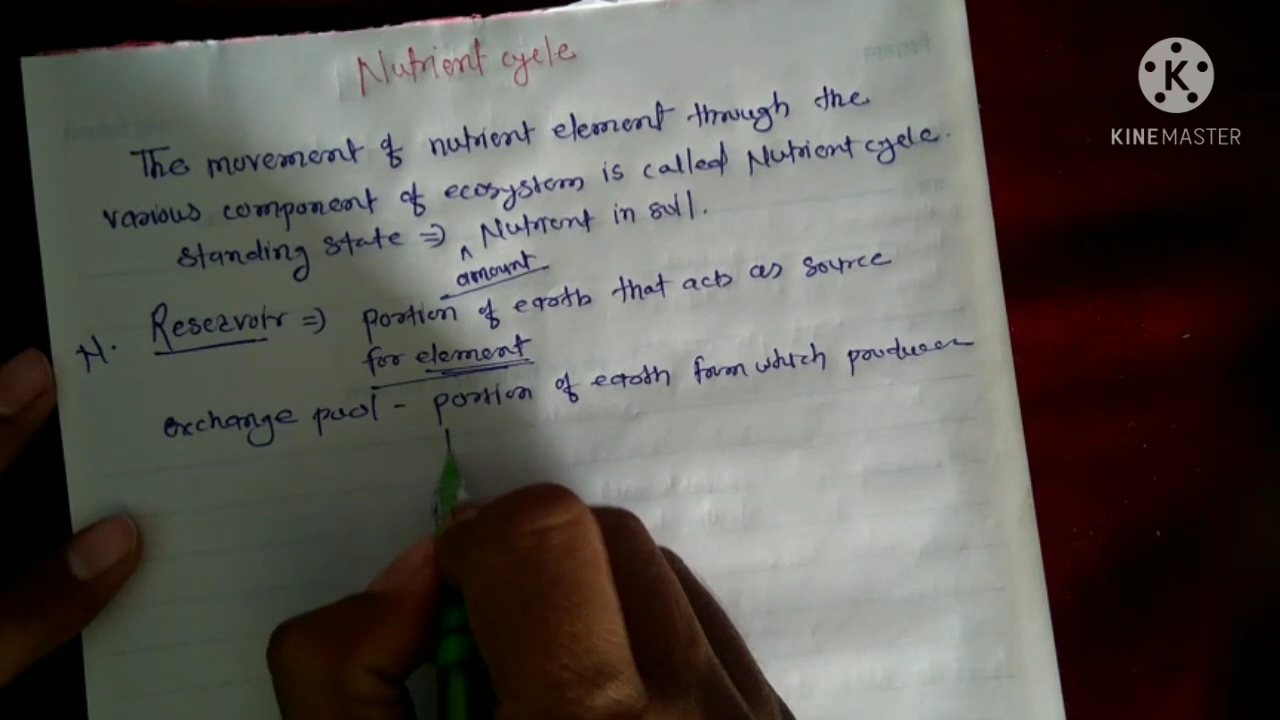 Nutrient cycle
The movement of nutrient element through the
various component of ecosystem is called Nutrient cycle.
standing state ⇒ ^ Nutrient in soil.
amount
N. Reservoir ⇒ portion of earth that acts as source
for element
exchange pool - portion of earth from which producer
K
KINEMASTER